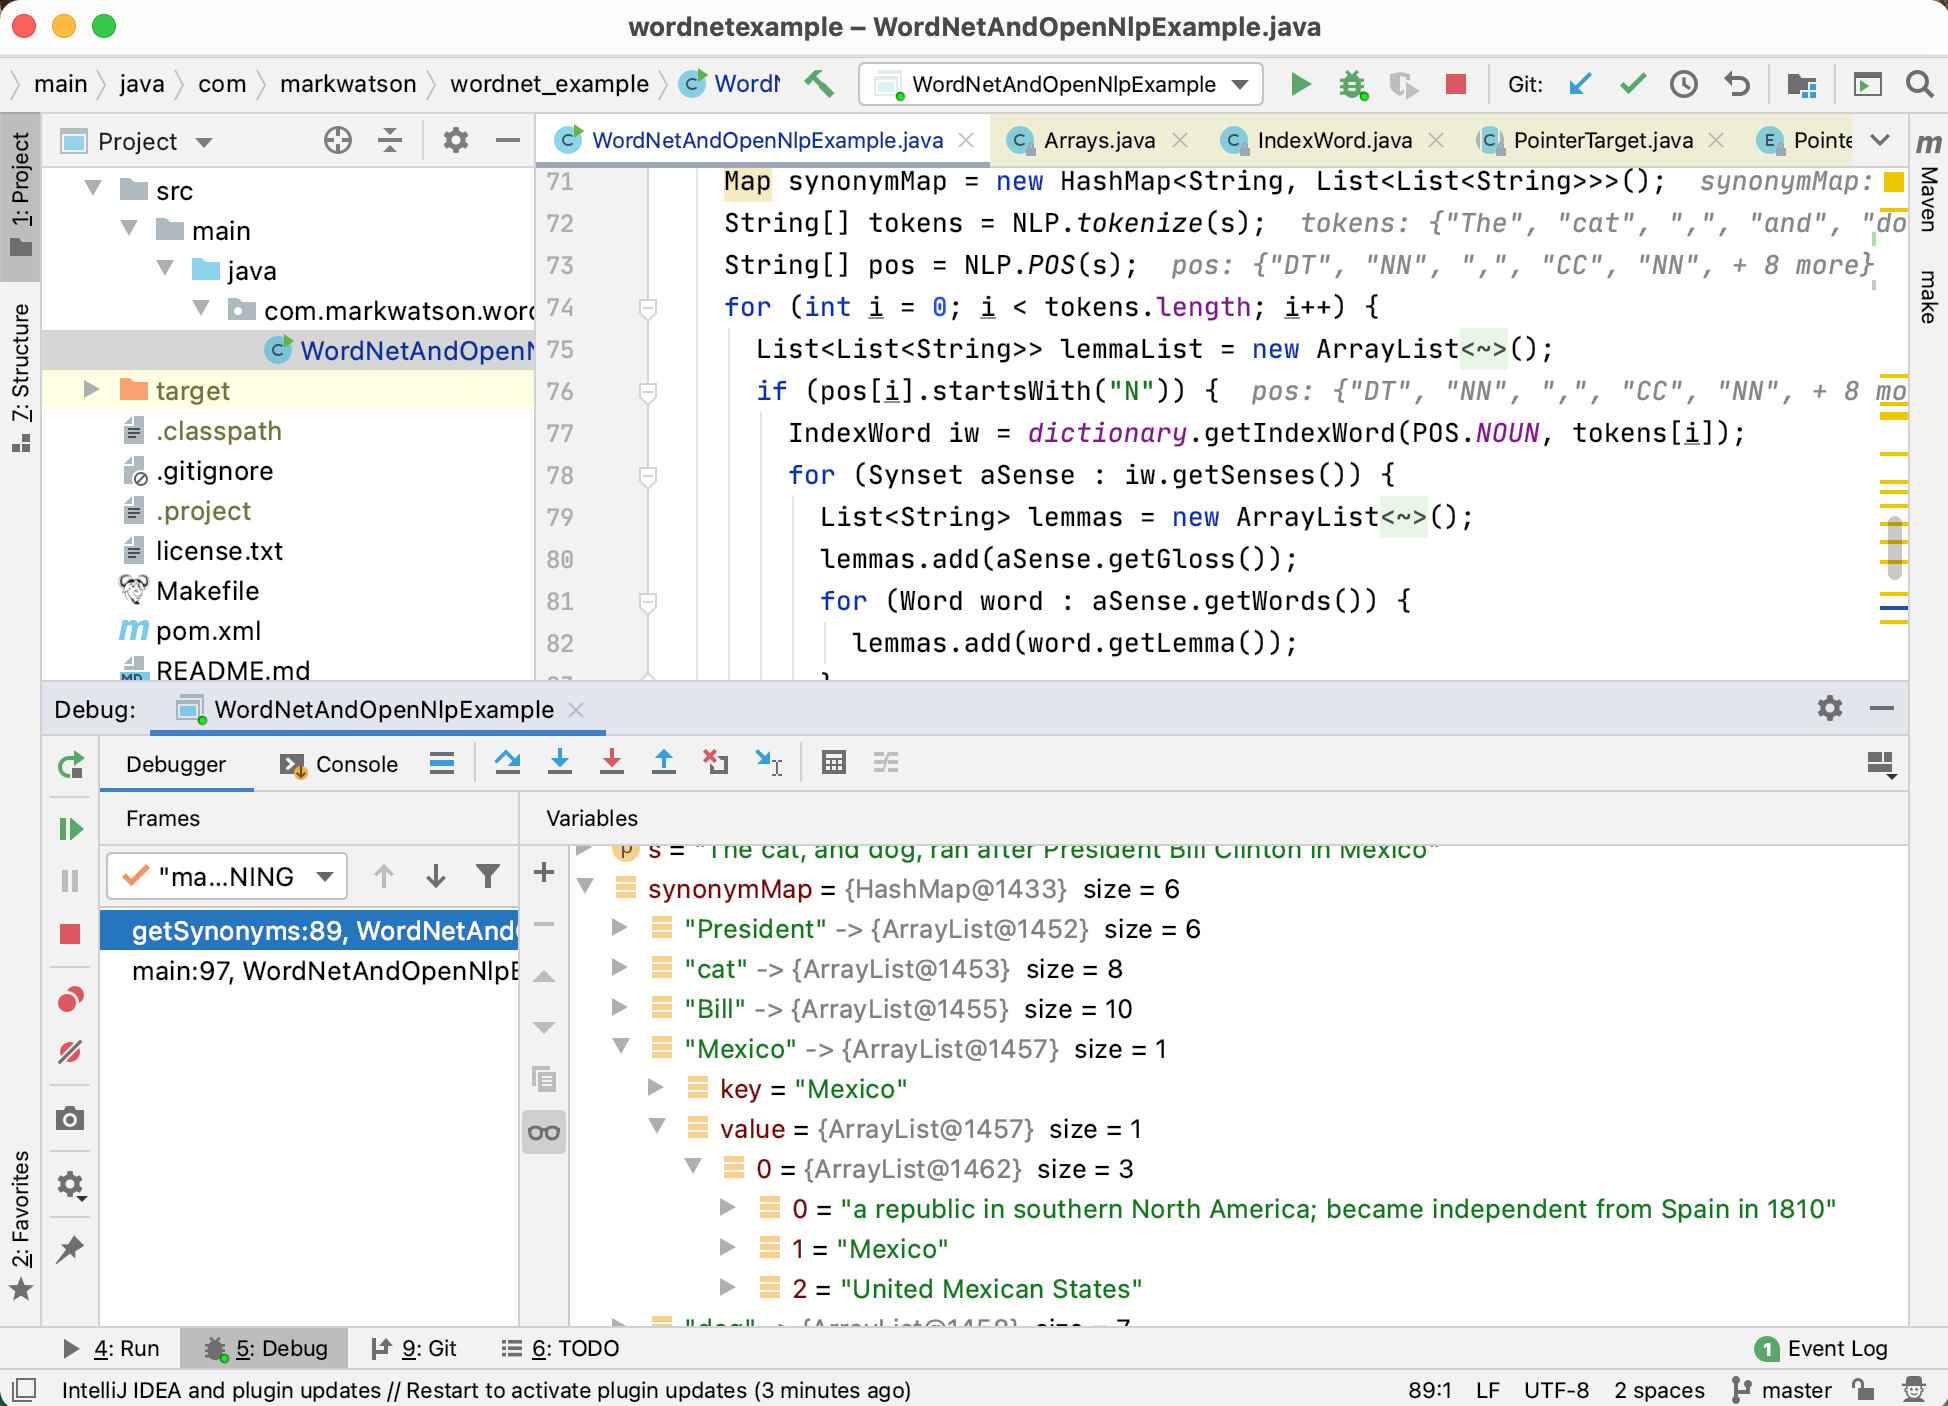 wordnetexample – WordNetAndOpenNlpExample.java
main java com markwatson wordnet_example WordN WordNetAndOpenNlpExample Git:
1: Project
7: Structure
2: Favorites
Project
src
main
java
com.markwatson.word
WordNetAndOpenN
target
.classpath
.gitignore
.project
license.txt
Makefile
pom.xml
README.md
WordNetAndOpenNlpExample.java Arrays.java IndexWord.java PointerTarget.java Pointe
71 Map synonymMap = new HashMap<String, List<List<String>>>(); synonymMap:
72 String[] tokens = NLP.tokenize(s); tokens: {"The", "cat", ",", "and", "do
73 String[] pos = NLP.POS(s); pos: {"DT", "NN", ",", "CC", "NN", + 8 more}
74 for (int i = 0; i < tokens.length; i++) {
75 List<List<String>> lemmaList = new ArrayList<~>();
76 if (pos[i].startsWith("N")) { pos: {"DT", "NN", ",", "CC", "NN", + 8 mo
77 IndexWord iw = dictionary.getIndexWord(POS.NOUN, tokens[i]);
78 for (Synset aSense : iw.getSenses()) {
79 List<String> lemmas = new ArrayList<~>();
80 lemmas.add(aSense.getGloss());
81 for (Word word : aSense.getWords()) {
82 lemmas.add(word.getLemma());
m Maven
make
Debug: WordNetAndOpenNlpExample
Debugger Console
Frames
"ma...NING
getSynonyms:89, WordNetAnd
main:97, WordNetAndOpenNlpE
Variables
s = "The cat, and dog, ran after President Bill Clinton in Mexico"
synonymMap = {HashMap@1433} size = 6
"President" -> {ArrayList@1452} size = 6
"cat" -> {ArrayList@1453} size = 8
"Bill" -> {ArrayList@1455} size = 10
"Mexico" -> {ArrayList@1457} size = 1
key = "Mexico"
value = {ArrayList@1457} size = 1
0 = {ArrayList@1462} size = 3
0 = "a republic in southern North America; became independent from Spain in 1810"
1 = "Mexico"
2 = "United Mexican States"
"dog" -> {ArrayList@1458} size = 7
4: Run 5: Debug 9: Git 6: TODO 1 Event Log
IntelliJ IDEA and plugin updates // Restart to activate plugin updates (3 minutes ago) 89:1 LF UTF-8 2 spaces master